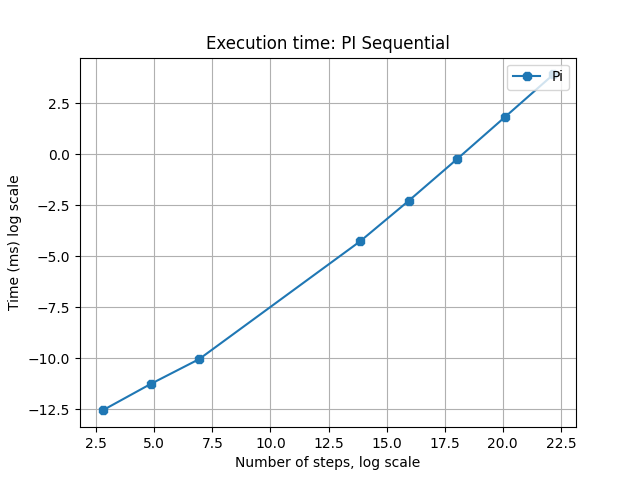 Execution time: PI Sequential
Pi
2.5
0.0
−2.5
−5.0
−7.5
−10.0
−12.5
Time (ms) log scale
2.5 5.0 7.5 10.0 12.5 15.0 17.5 20.0 22.5
Number of steps, log scale